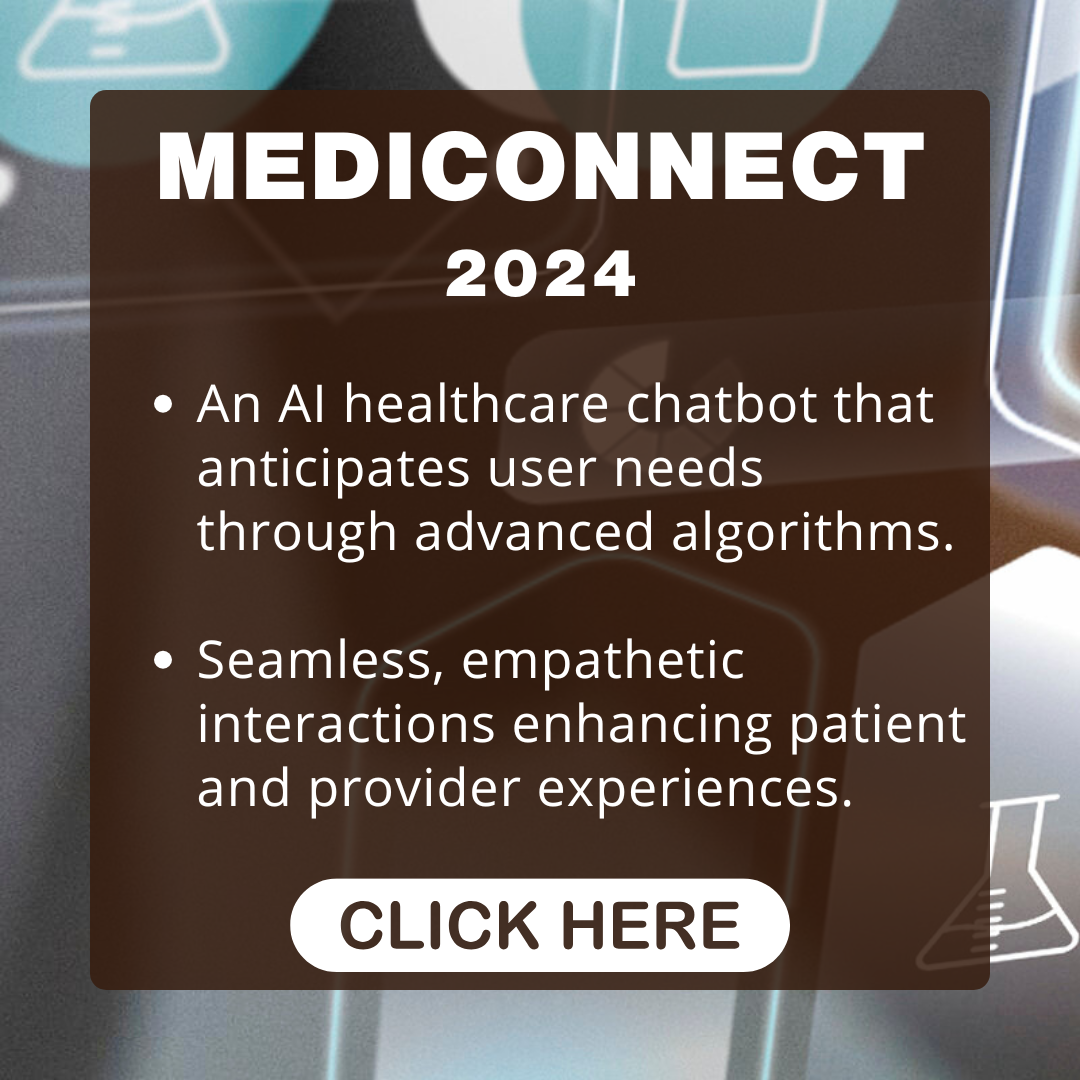 MEDICONNECT
2024
• An AI healthcare chatbot that
anticipates user needs
through advanced algorithms.
• Seamless, empathetic
interactions enhancing patient
and provider experiences.
CLICK HERE